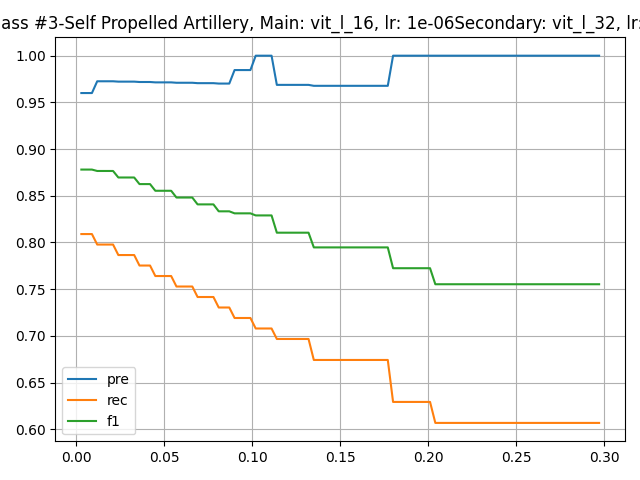 ass #3-Self Propelled Artillery, Main: vit_l_16, lr: 1e-06Secondary: vit_l_32, lr:
1.00
0.95
0.90
0.85
0.80
0.75
0.70
0.65
0.60
pre
rec
f1
0.00 0.05 0.10 0.15 0.20 0.25 0.30